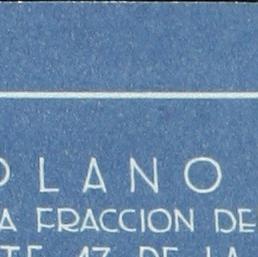 PLANO
A FRACCION DE
TE 47 DE LA